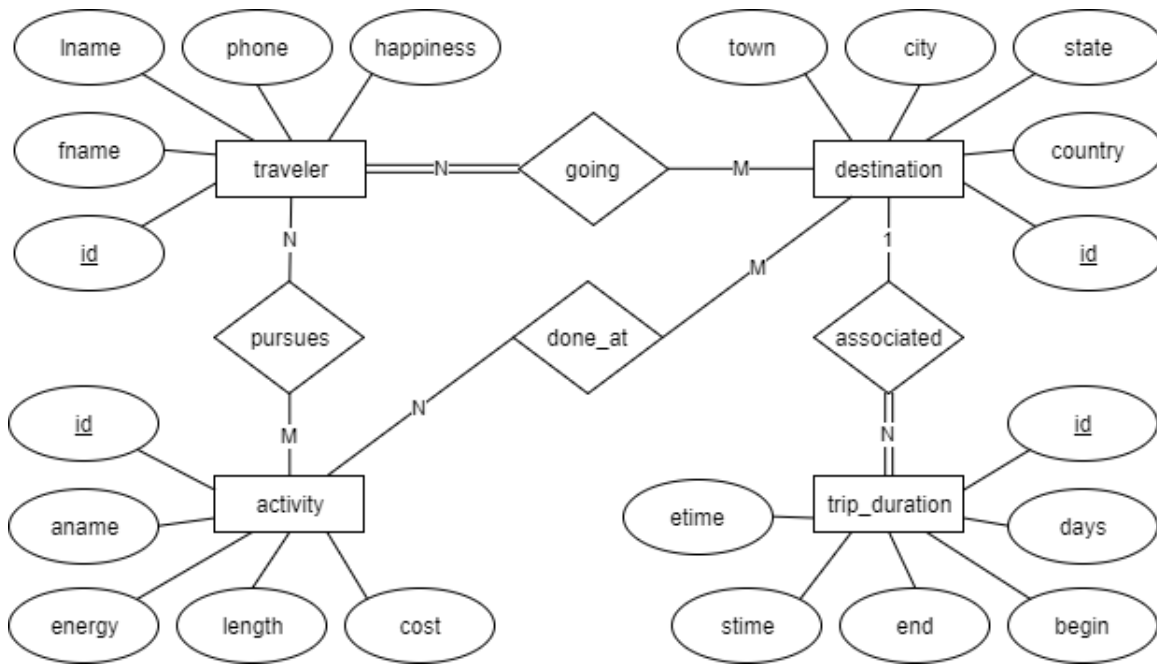 lname
phone
happiness
town
city
state
fname
country
traveler
N
going
M
destination
id
id
N
1
M
pursues
done_at
associated
id
N
M
N
id
activity
trip_duration
aname
etime
days
energy
length
cost
stime
end
begin